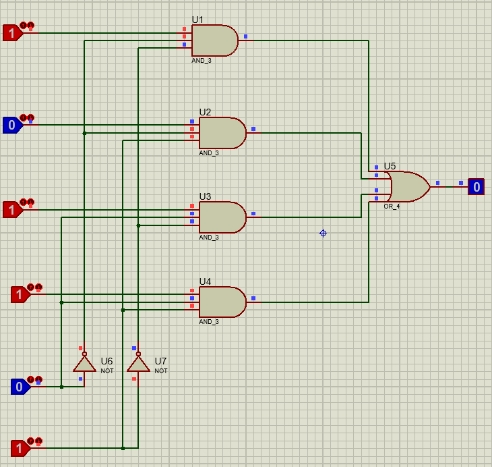 1
U1
AND_3
0
U2
AND_3
U5
OR_4
0
1
U3
AND_3
1
U4
AND_3
U6
NOT
U7
NOT
0
1